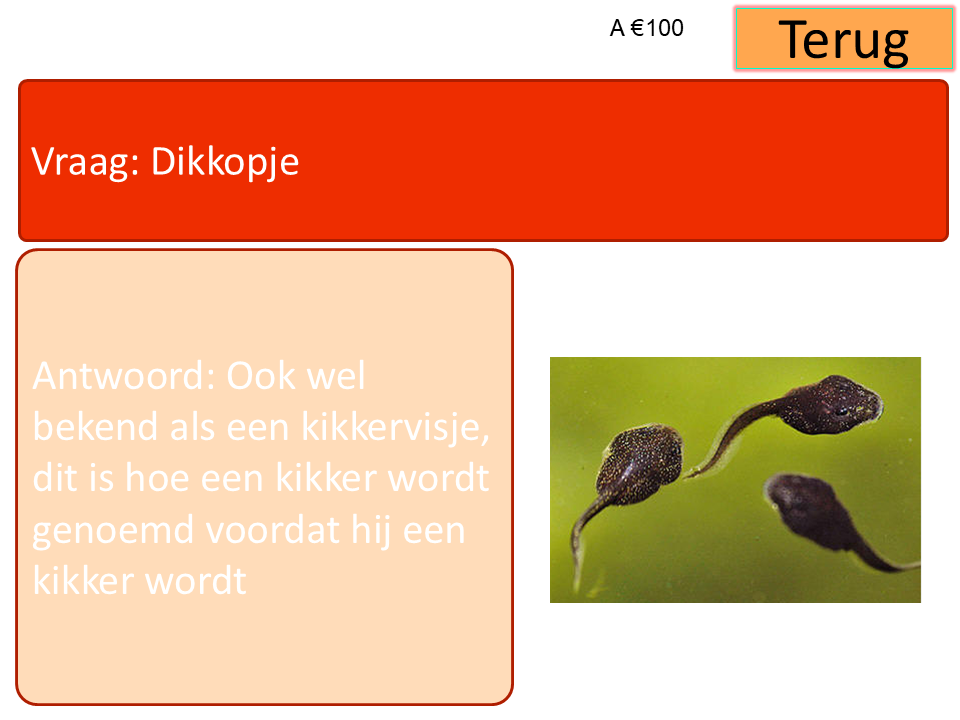 A €100
Terug
Vraag: Dikkopje
Antwoord: Ook wel
bekend als een kikkervisje,
dit is hoe een kikker wordt
genoemd voordat hij een
kikker wordt